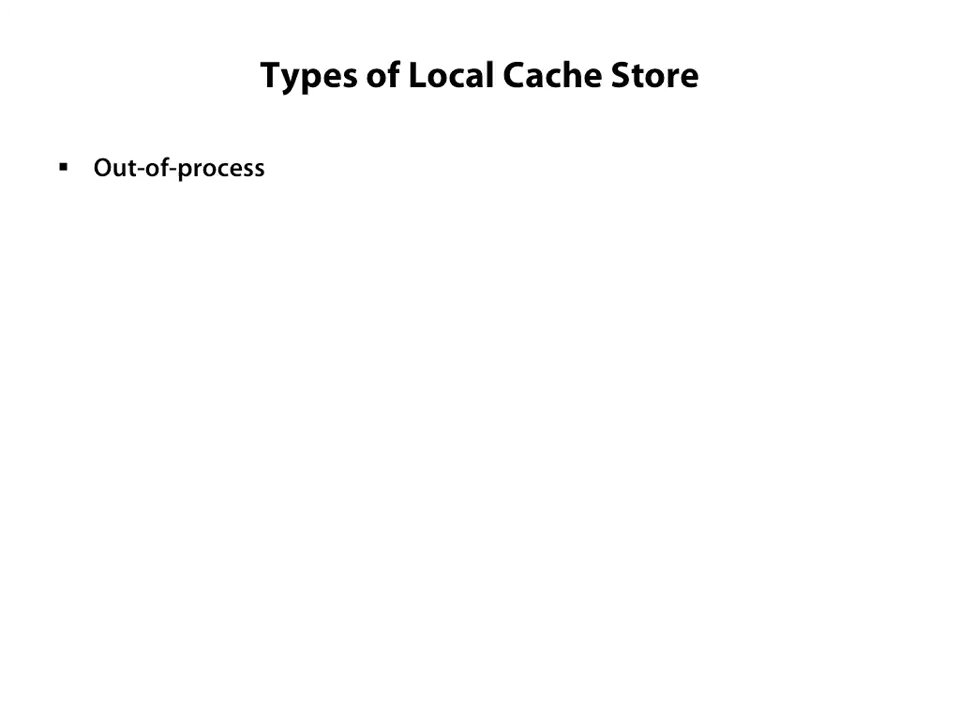 Types of Local Cache Store
▪ Out-of-process